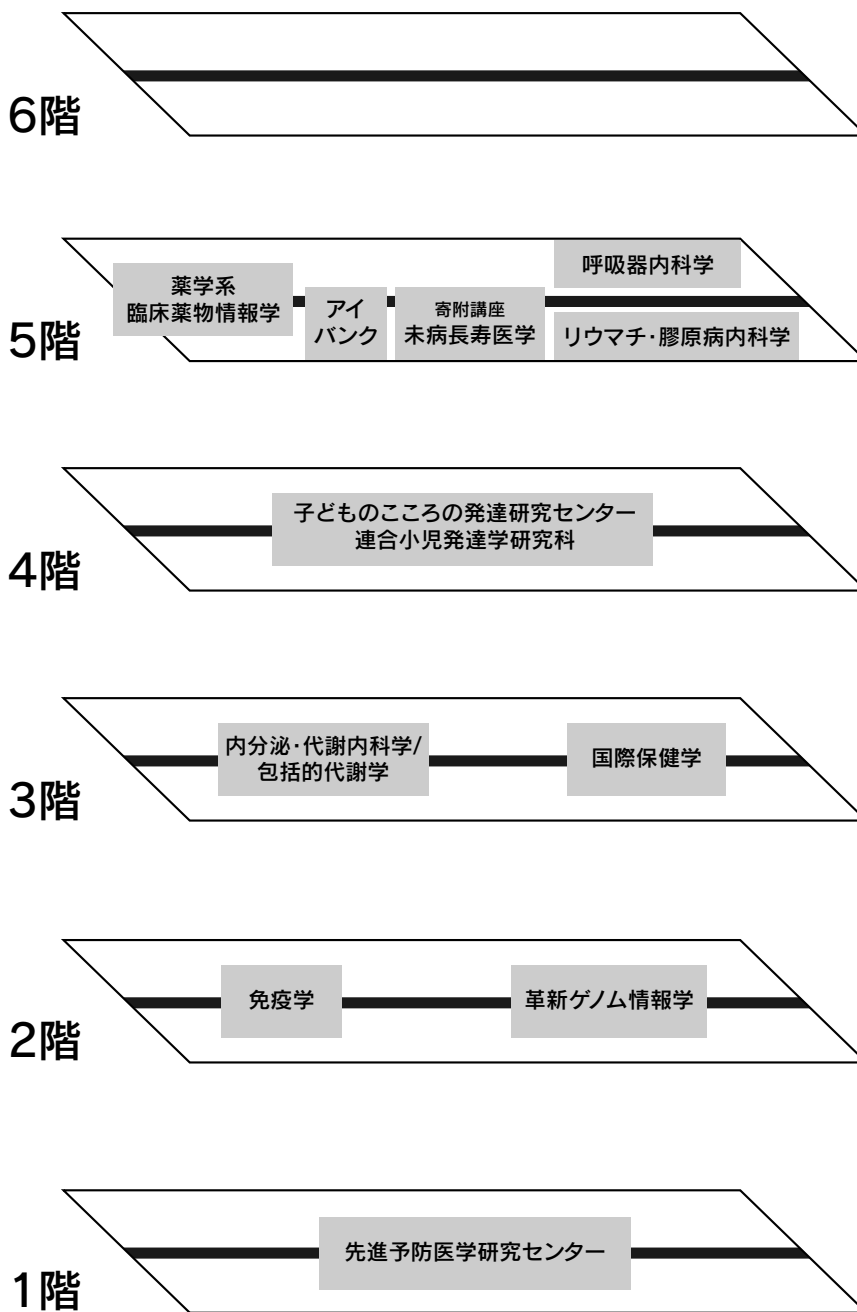 6階
5階
薬学系
臨床薬物情報学
アイ
バンク
寄附講座
未病長寿医学
呼吸器内科学
リウマチ・膠原病内科学
4階
子どものこころの発達研究センター
連合小児発達学研究科
3階
内分泌・代謝内科学/
包括的代謝学
国際保健学
2階
免疫学
革新ゲノム情報学
1階
先進予防医学研究センター